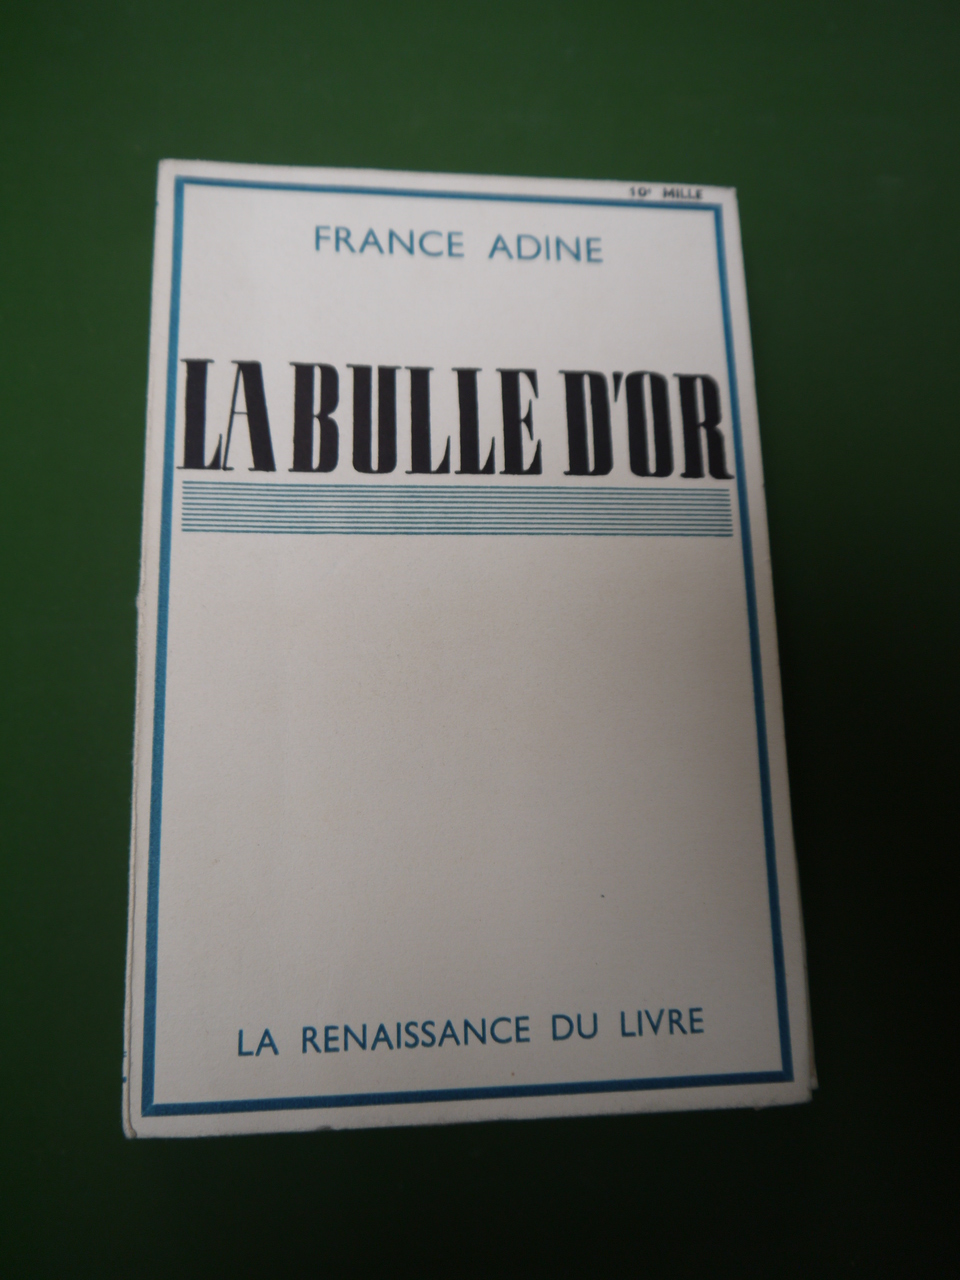 10e MILLE
FRANCE ADINE
LA BULLE D'OR
LA RENAISSANCE DU LIVRE